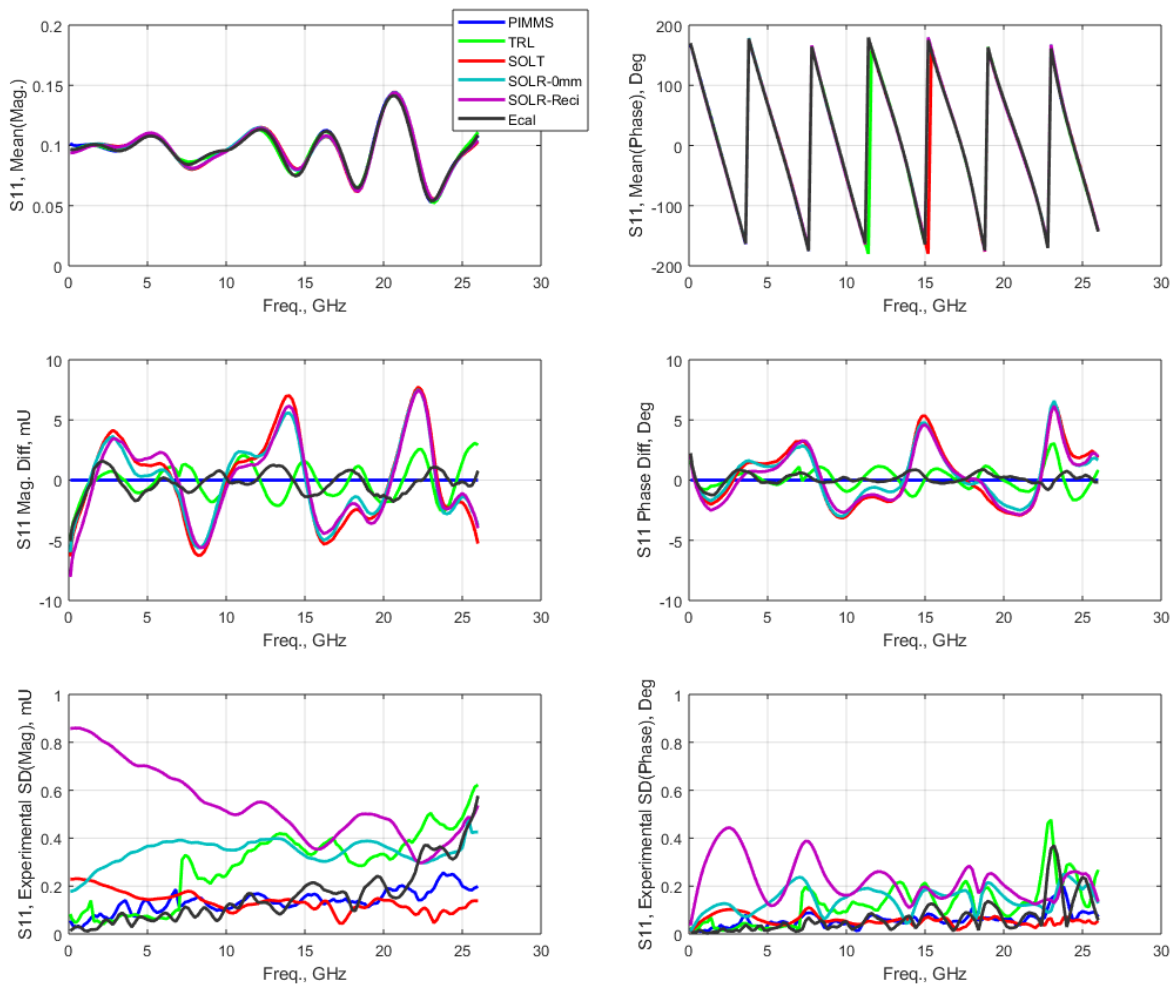 S11, Mean(Mag.)
0.2
0.15
0.1
0.05
0
0 5 10 15 20 25 30
Freq., GHz
PIMMS
TRL
SOLT
SOLR-0mm
SOLR-Reci
Ecal
S11, Mean(Phase), Deg
200
100
0
-100
-200
0 5 10 15 20 25 30
Freq., GHz
S11 Mag. Diff, mU
10
5
0
-5
-10
0 5 10 15 20 25 30
Freq., GHz
S11 Phase Diff, Deg
10
5
0
-5
-10
0 5 10 15 20 25 30
Freq., GHz
S11, Experimental SD(Mag), mU
1
0.8
0.6
0.4
0.2
0
0 5 10 15 20 25 30
Freq., GHz
S11, Experimental SD(Phase), Deg
1
0.8
0.6
0.4
0.2
0
0 5 10 15 20 25 30
Freq., GHz